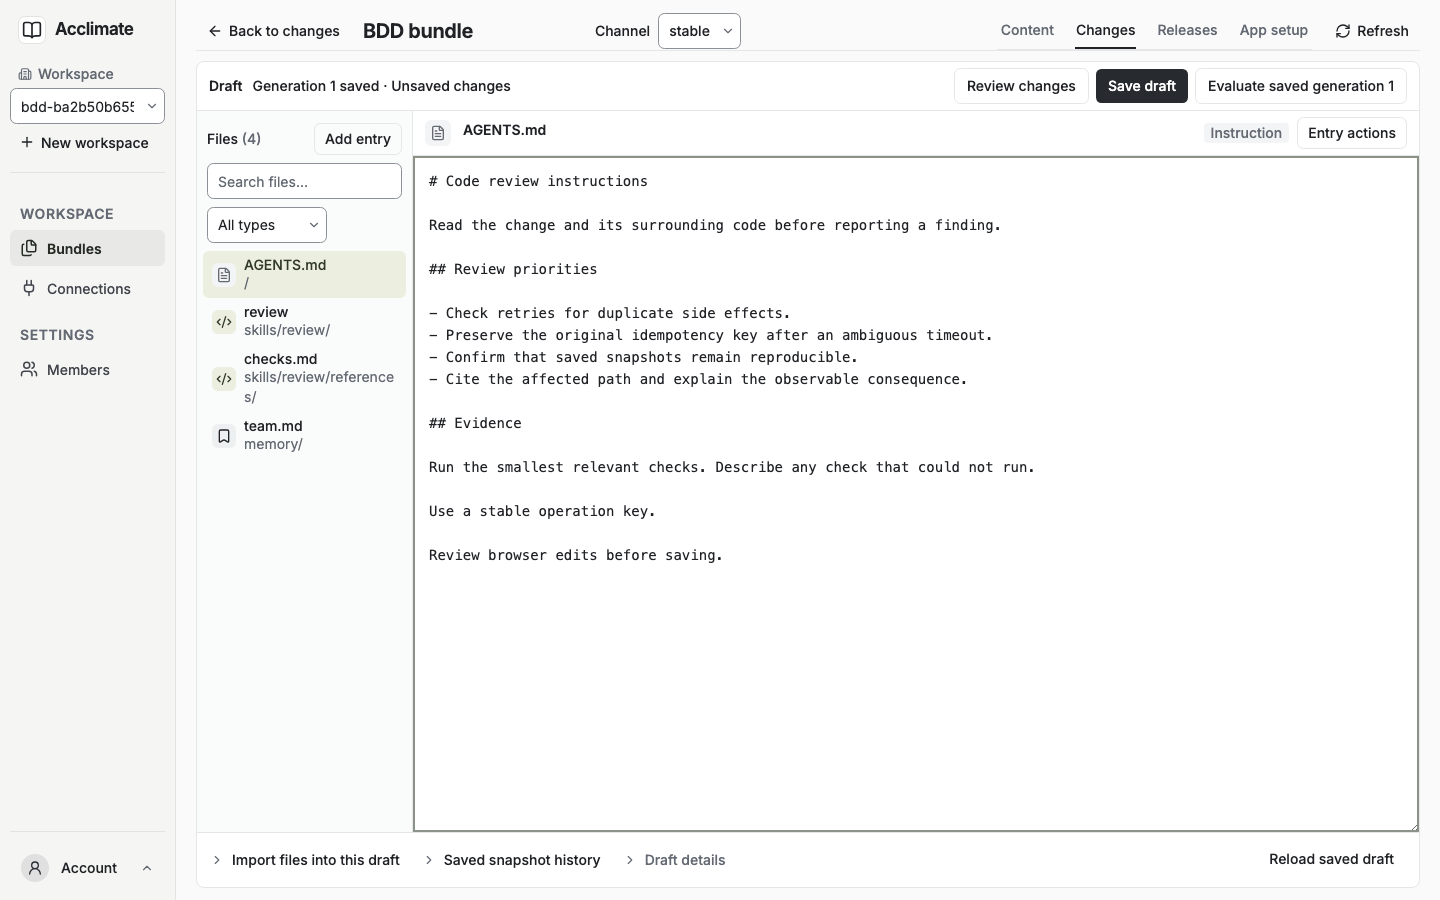 Acclimate
Workspace
bdd-ba2b50b655
New workspace
WORKSPACE
Bundles
Connections
SETTINGS
Members
Account
Back to changes
BDD bundle
Channel
stable
Content
Changes
Releases
App setup
Refresh
Draft
Generation 1 saved · Unsaved changes
Review changes
Save draft
Evaluate saved generation 1
Files (4)
Add entry
Search files...
All types
AGENTS.md
/
review
skills/review/
checks.md
skills/review/reference
s/
team.md
memory/
AGENTS.md
Instruction
Entry actions
# Code review instructions
Read the change and its surrounding code before reporting a finding.
## Review priorities
- Check retries for duplicate side effects.
- Preserve the original idempotency key after an ambiguous timeout.
- Confirm that saved snapshots remain reproducible.
- Cite the affected path and explain the observable consequence.
## Evidence
Run the smallest relevant checks. Describe any check that could not run.
Use a stable operation key.
Review browser edits before saving.
Import files into this draft
Saved snapshot history
Draft details
Reload saved draft